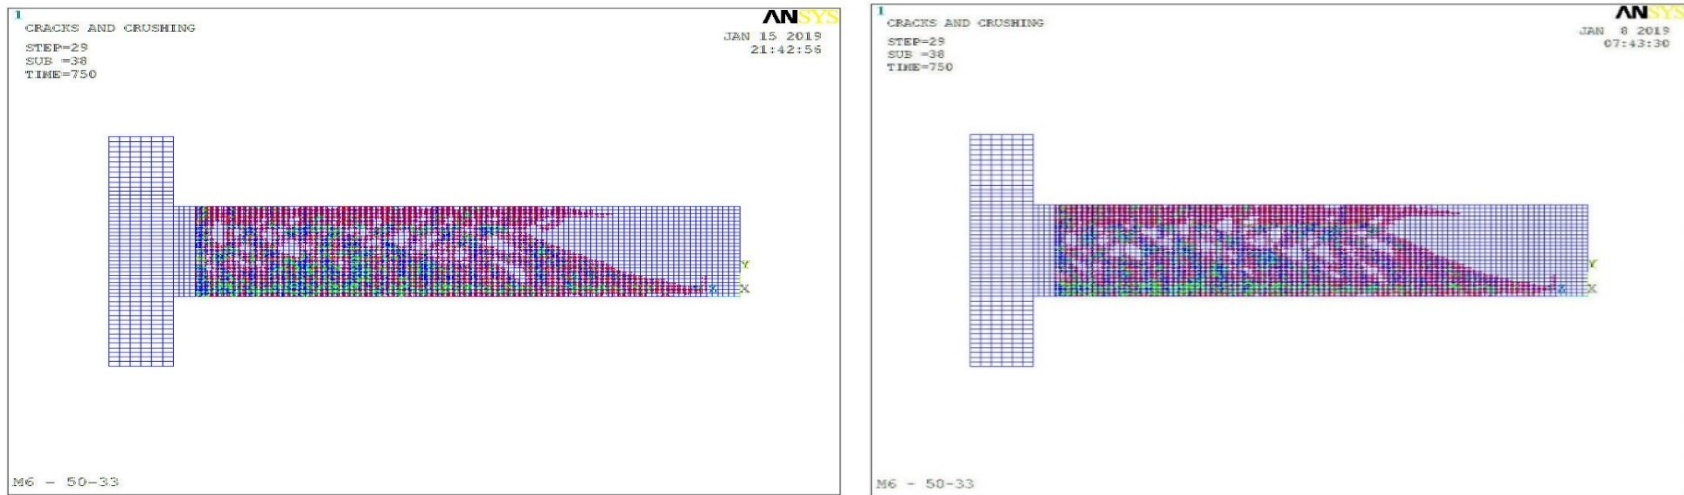 1
CRACKS AND CRUSHING
STEP=29
SUB =38
TIME=750
ANSYS
JAN 15 2019
21:42:56
Y
Z X
M6 - 50-33
1
CRACKS AND CRUSHING
STEP=29
SUB =38
TIME=750
ANSYS
JAN 8 2019
07:43:30
Y
Z X
M6 - 50-33